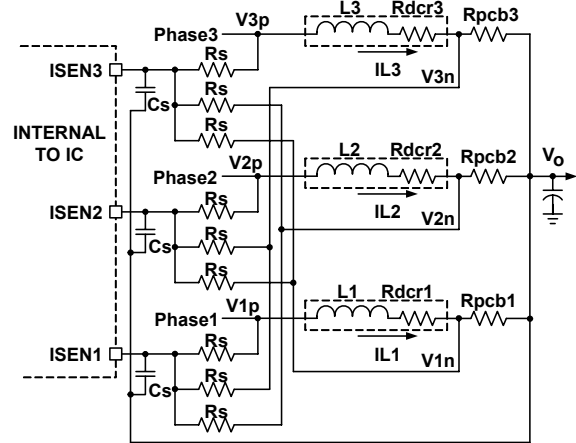 V3p
L3
Rdcr3
Rpcb3
Phase3
ISEN3
Rs
IL3
Cs
Rs
V3n
Rs
INTERNAL
TO IC
V2p
L2
Rdcr2
Rpcb2
Vo
Phase2
ISEN2
Rs
IL2
Cs
Rs
V2n
Rs
V1p
L1
Rdcr1
Rpcb1
Phase1
ISEN1
Rs
IL1
V1n
Cs
Rs
Rs